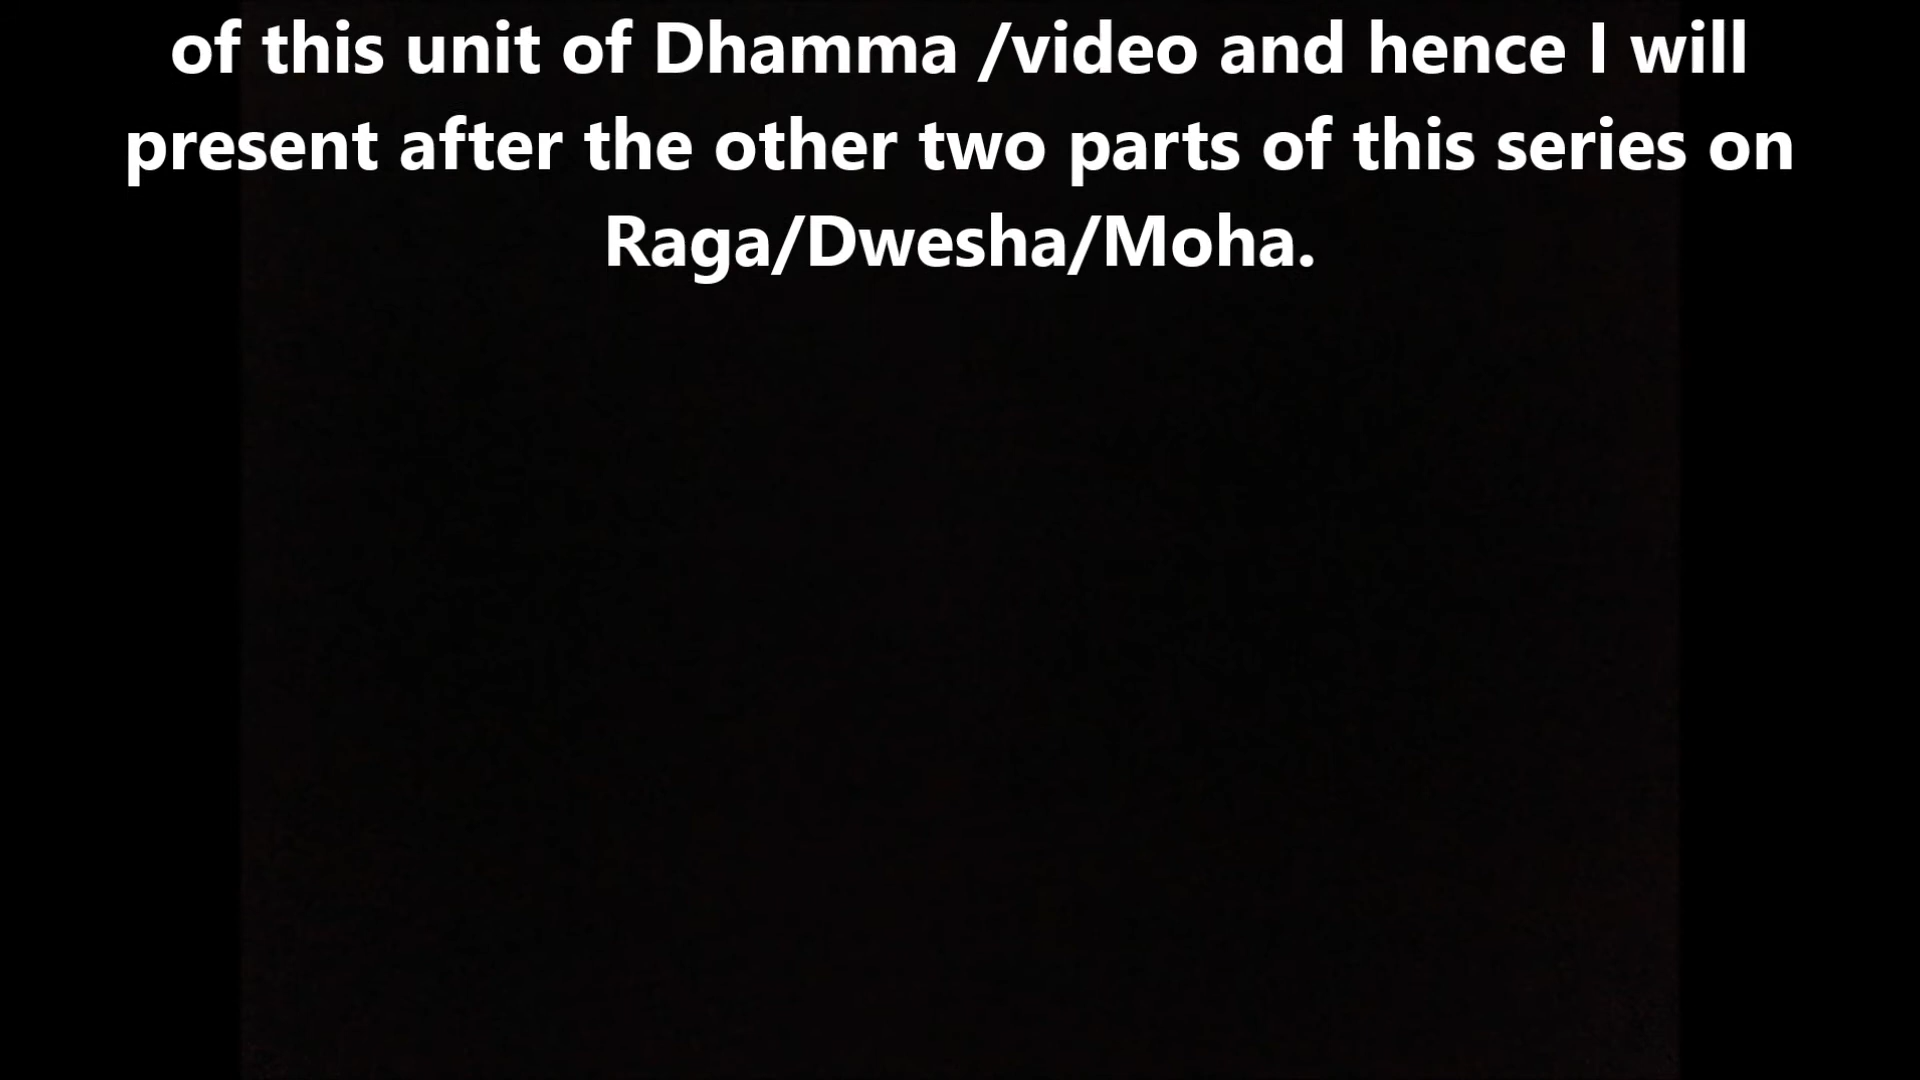 of this unit of Dhamma /video and hence I will
present after the other two parts of this series on
Raga/Dwesha/Moha.